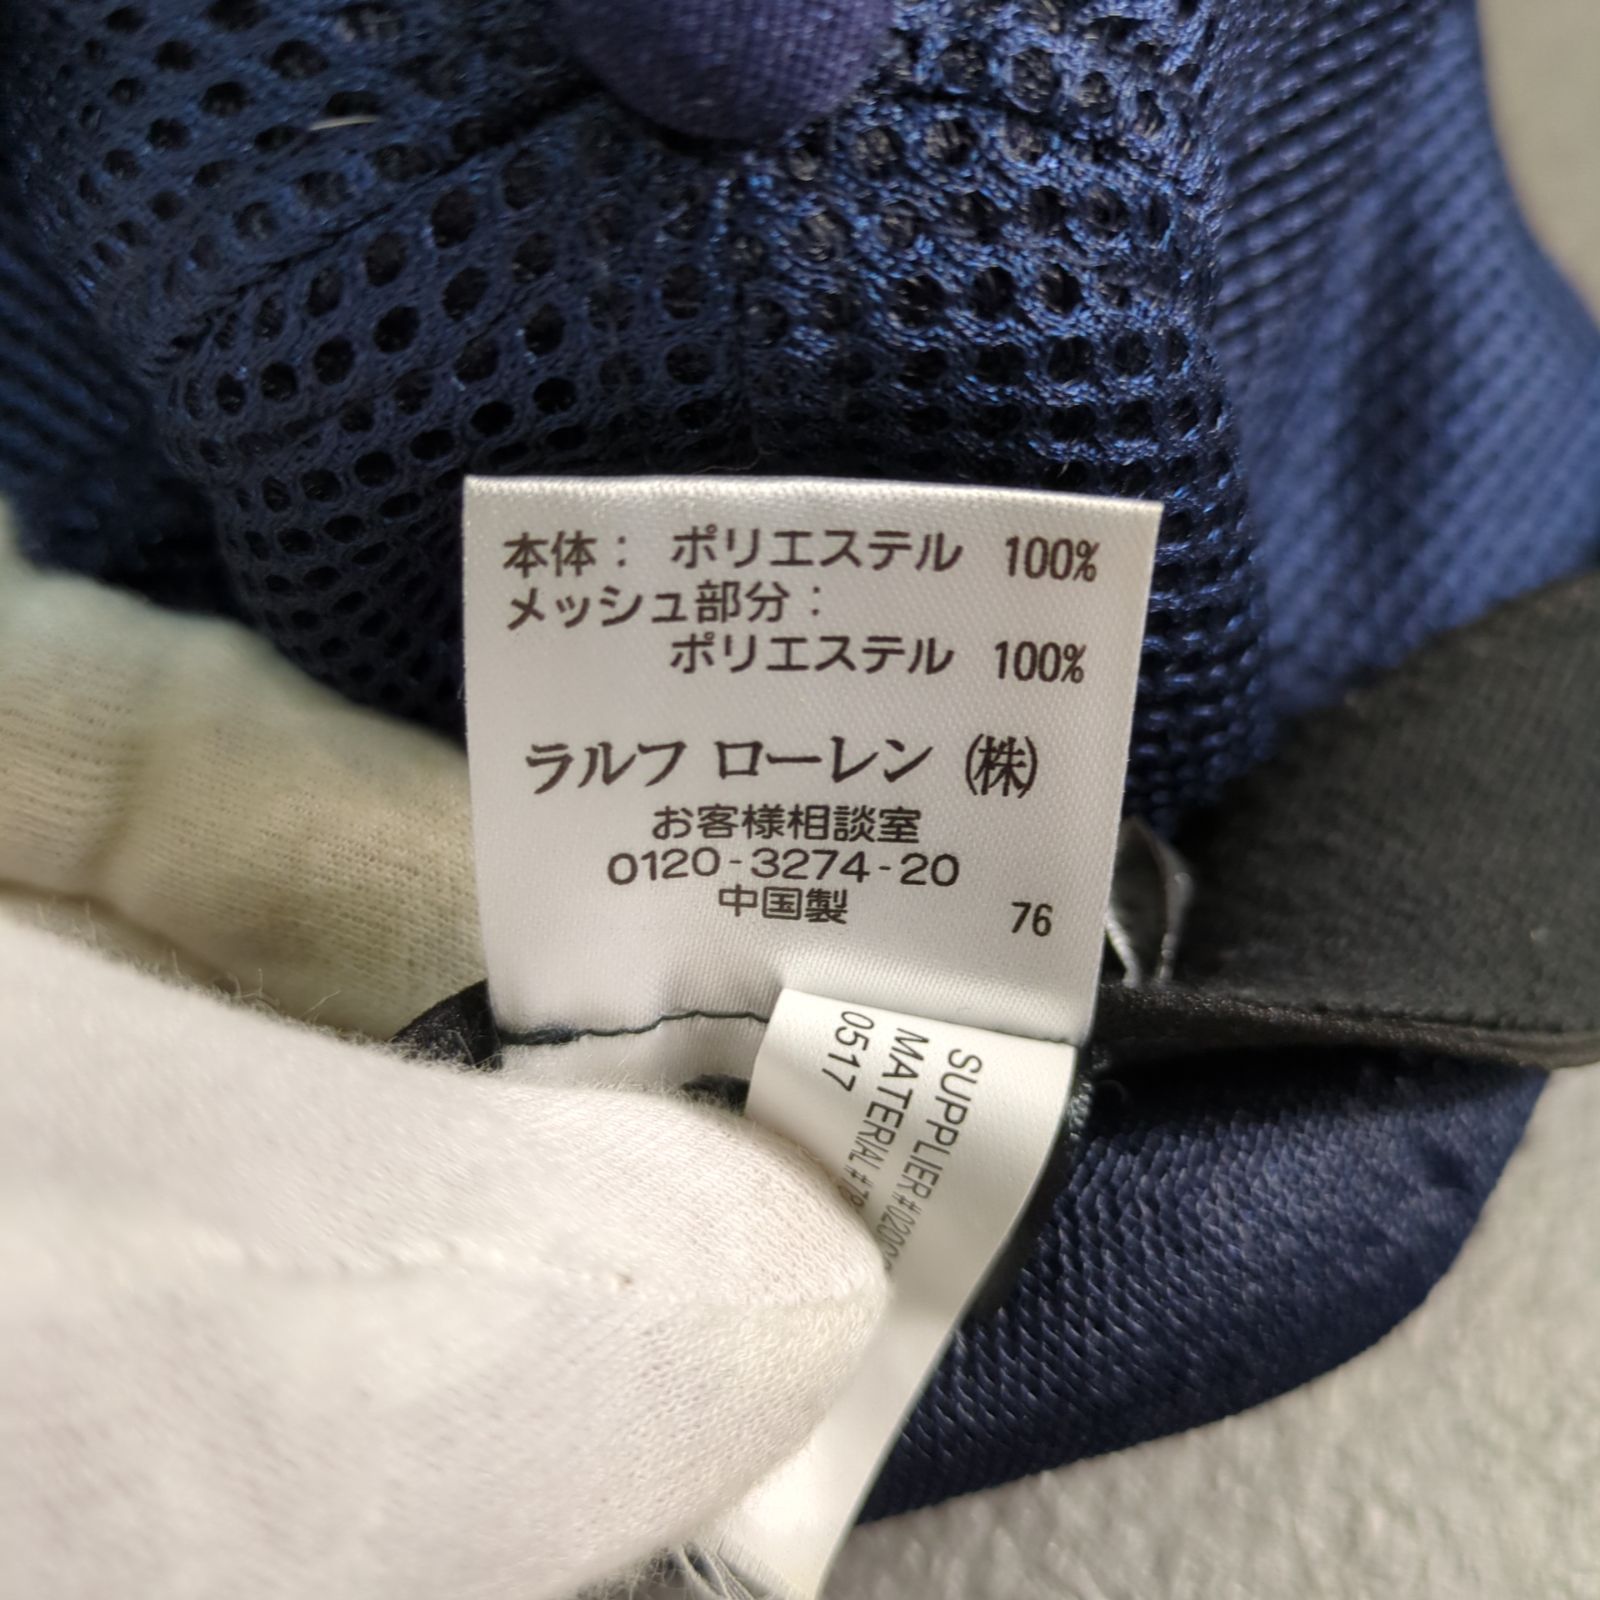 本体: ポリエステル 100%
メッシュ部分:
ポリエステル 100%
ラルフ ローレン (株)
お客様相談室
0120-3274-20
中国製 76
SUPPLIER#
MATERIAL
0517